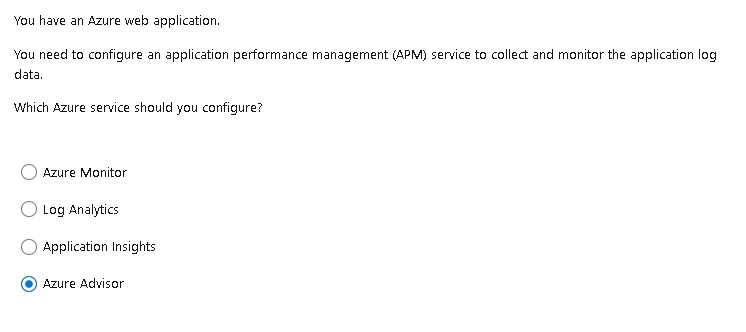 You have an Azure web application.
You need to configure an application performance management (APM) service to collect and monitor the application log
data.
Which Azure service should you configure?
Azure Monitor
Log Analytics
Application Insights
Azure Advisor